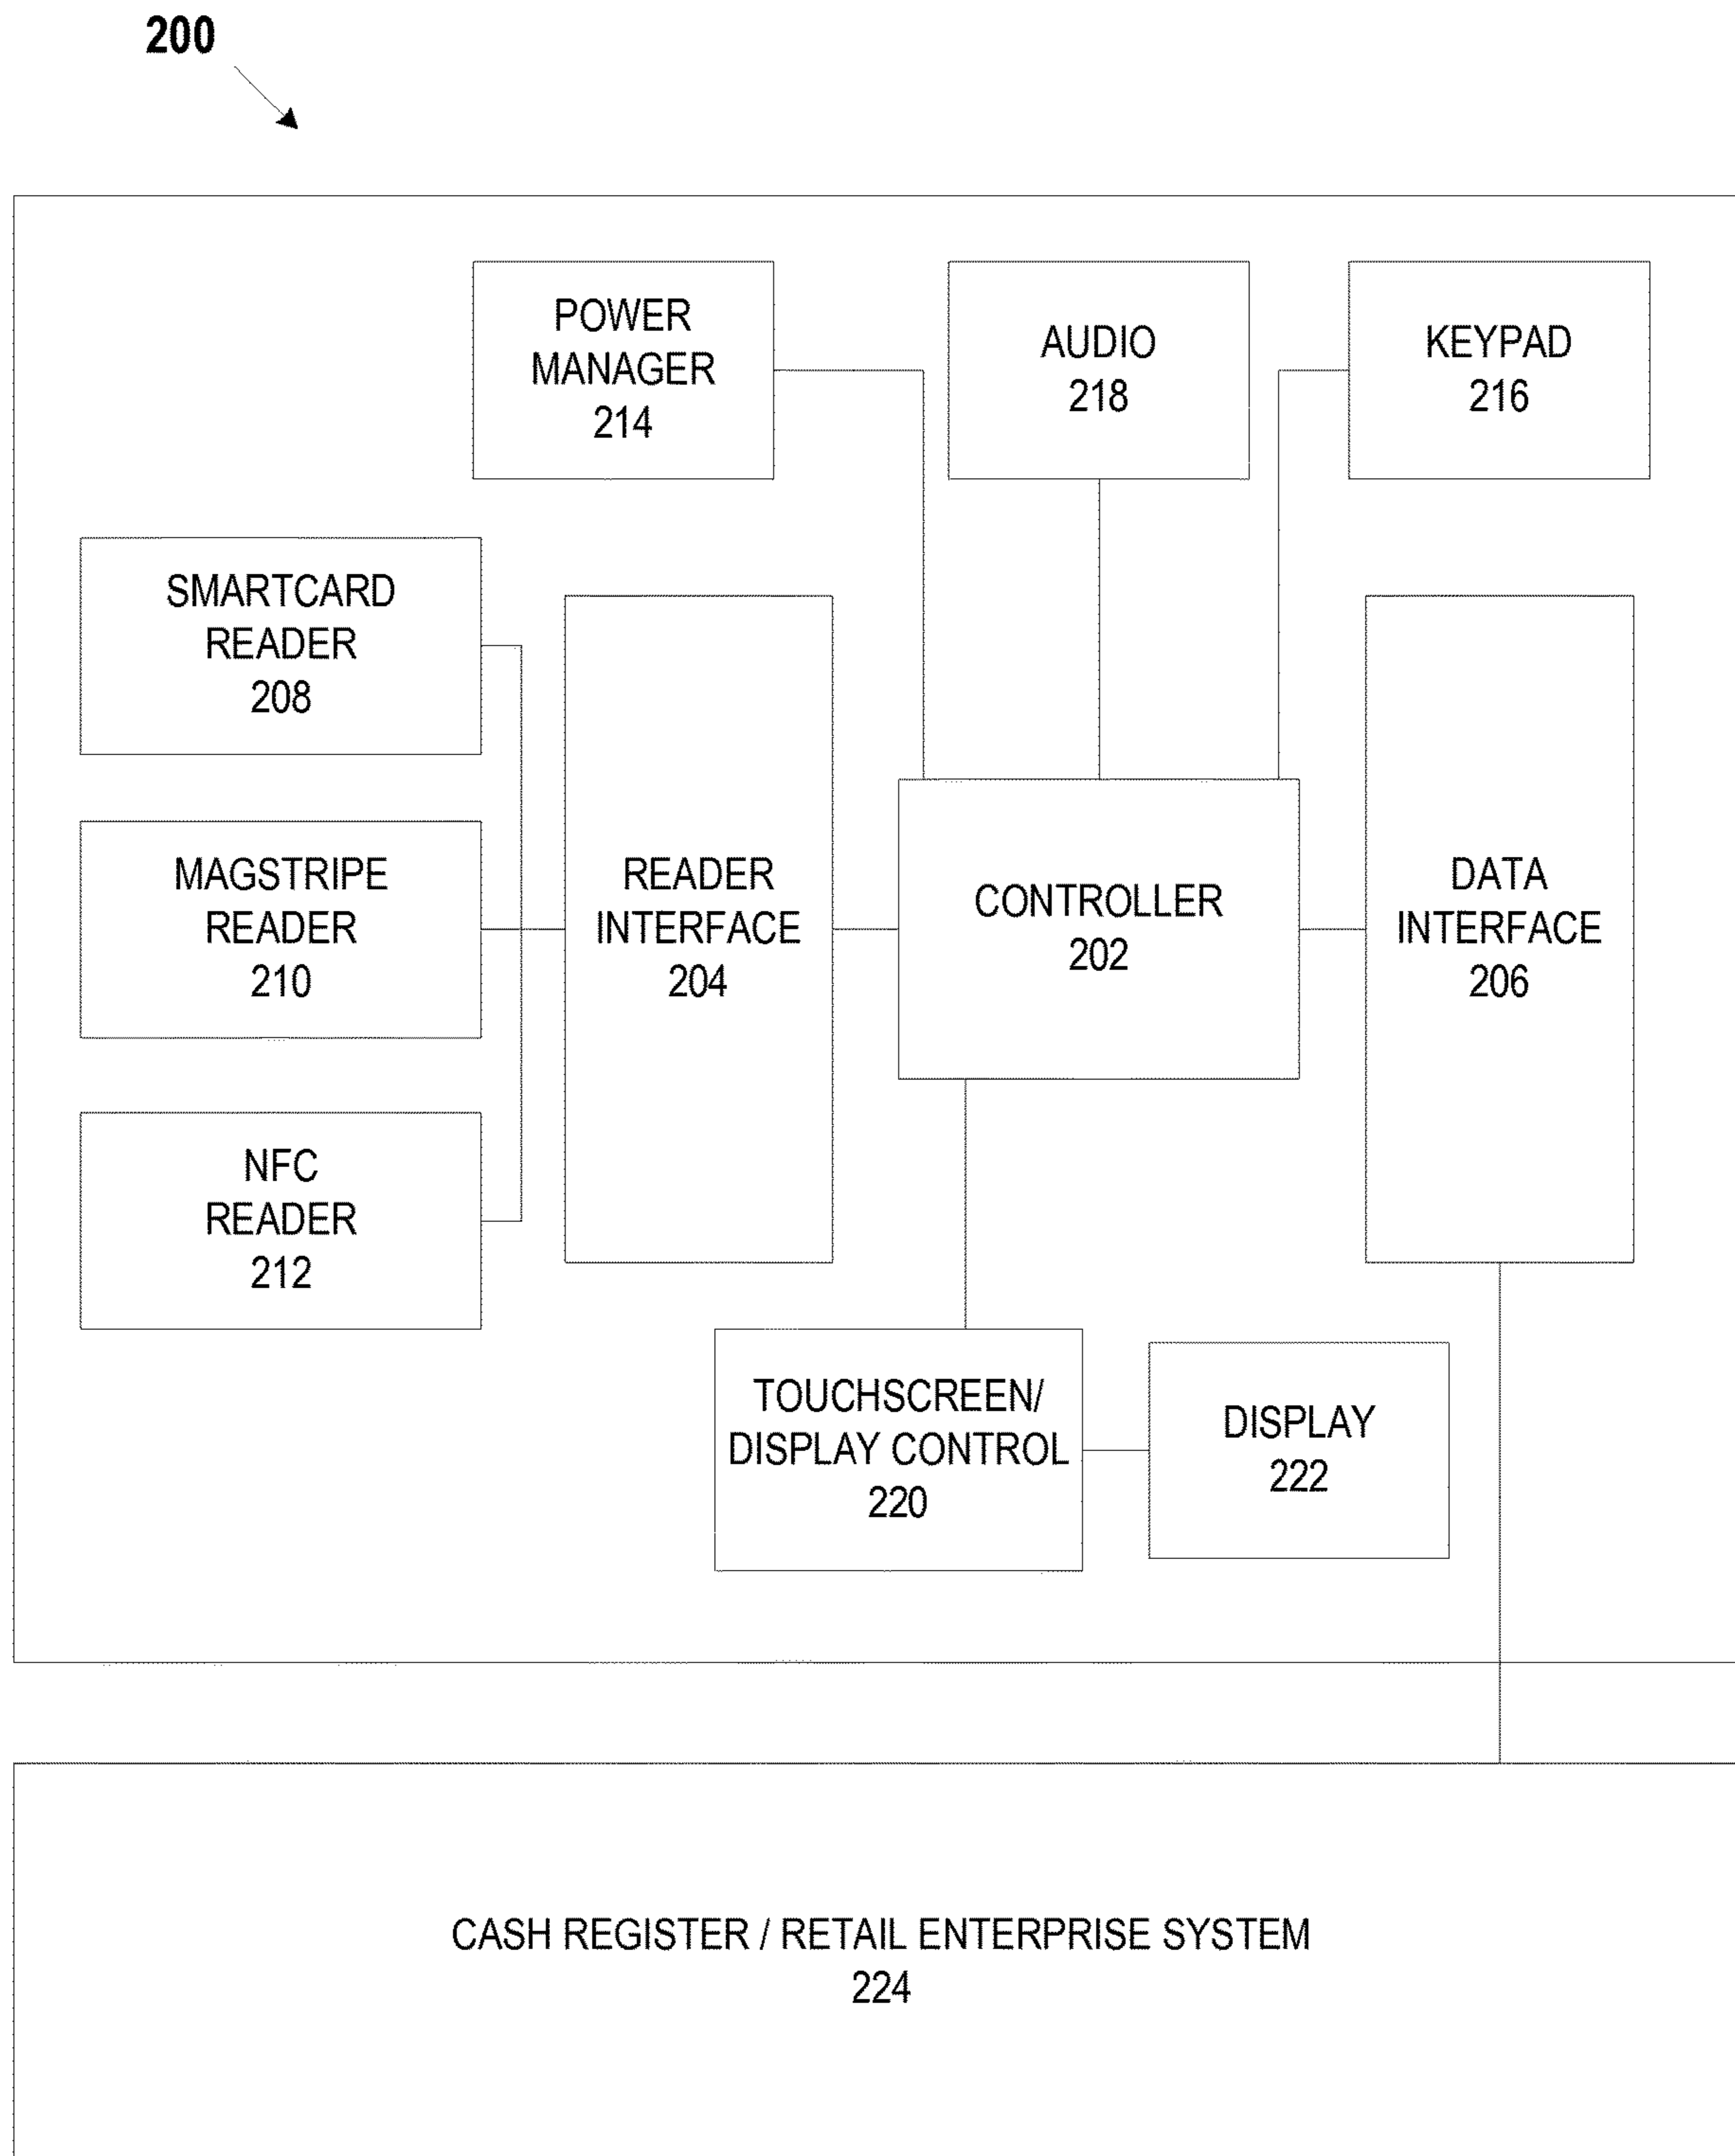 200
POWER
MANAGER
214
AUDIO
218
KEYPAD
216
SMARTCARD
READER
208
MAGSTRIPE
READER
210
NFC
READER
212
READER
INTERFACE
204
CONTROLLER
202
DATA
INTERFACE
206
TOUCHSCREEN/
DISPLAY CONTROL
220
DISPLAY
222
CASH REGISTER / RETAIL ENTERPRISE SYSTEM
224